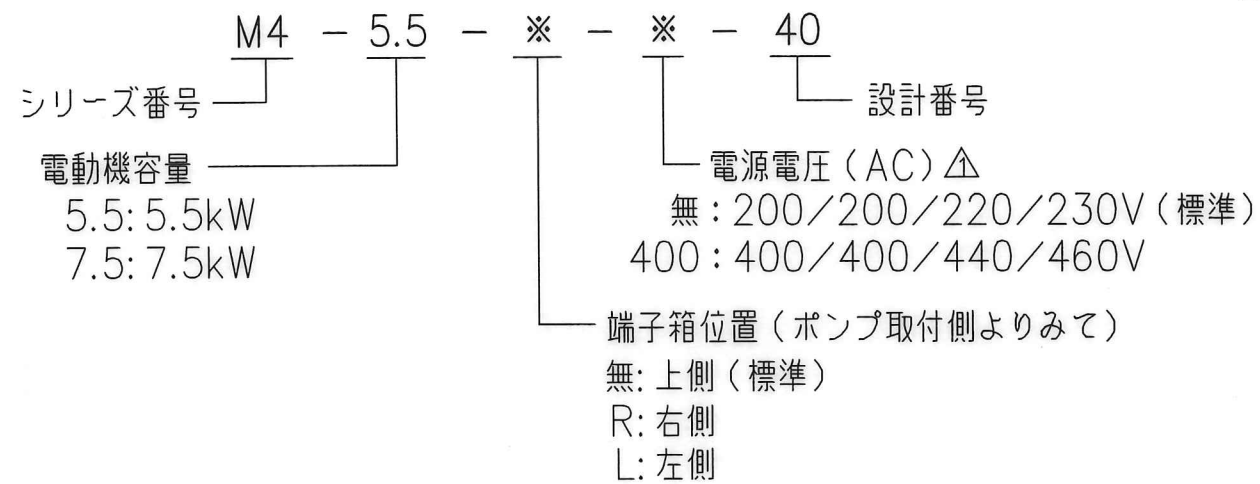 M4 - 5.5 - ※ - ※ - 40
シリーズ番号
設計番号
電動機容量
5.5:5.5kW
7.5:7.5kW
電源電圧(AC)△1
無:200/200/220/230V(標準)
400:400/400/440/460V
端子箱位置(ポンプ取付側よりみて)
無:上側(標準)
R:右側
L:左側